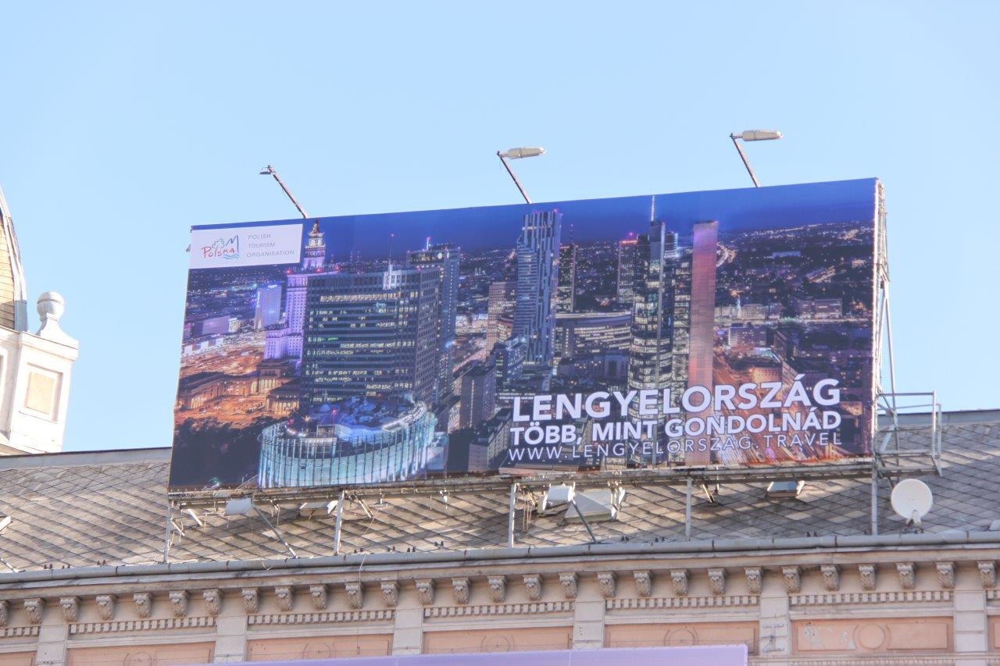 Polska
POLISH
TOURISM
ORGANISATION
LENGYELORSZÁG
TÖBB, MINT GONDOLNÁD
WWW.LENGYELORSZAG.TRAVEL